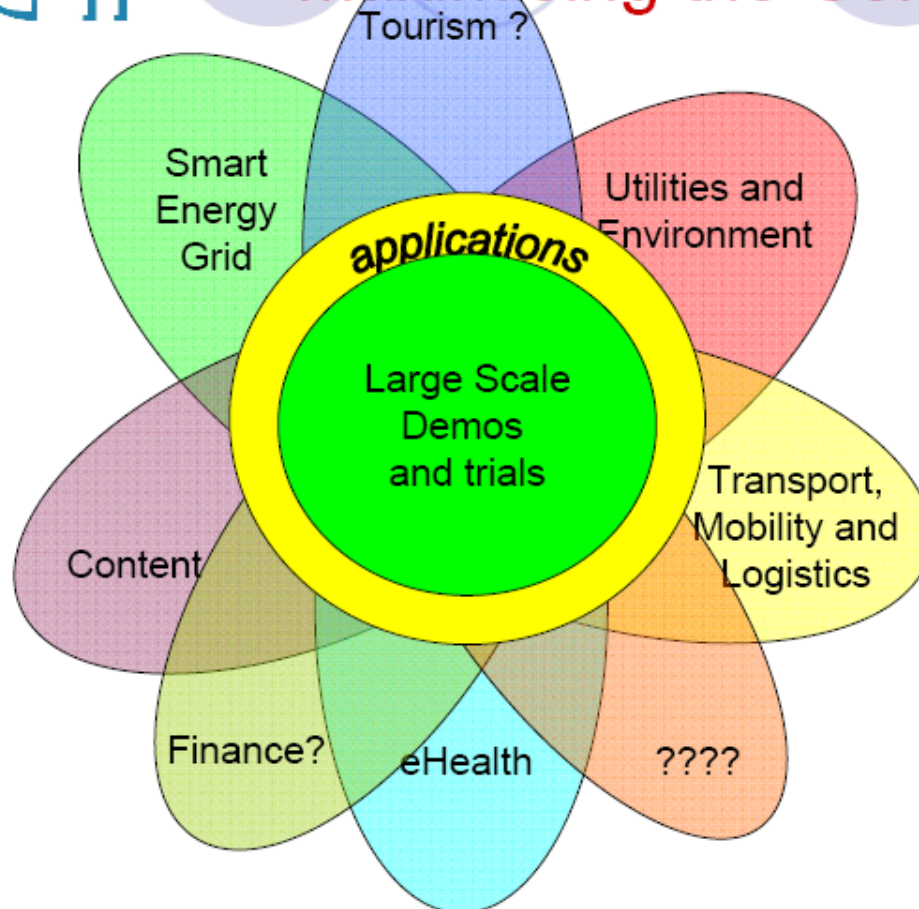 Tourism ?
Smart
Energy
Grid
Utilities and
Environment
applications
Large Scale
Demos
and trials
Transport,
Mobility and
Logistics
Content
Finance?
eHealth
????